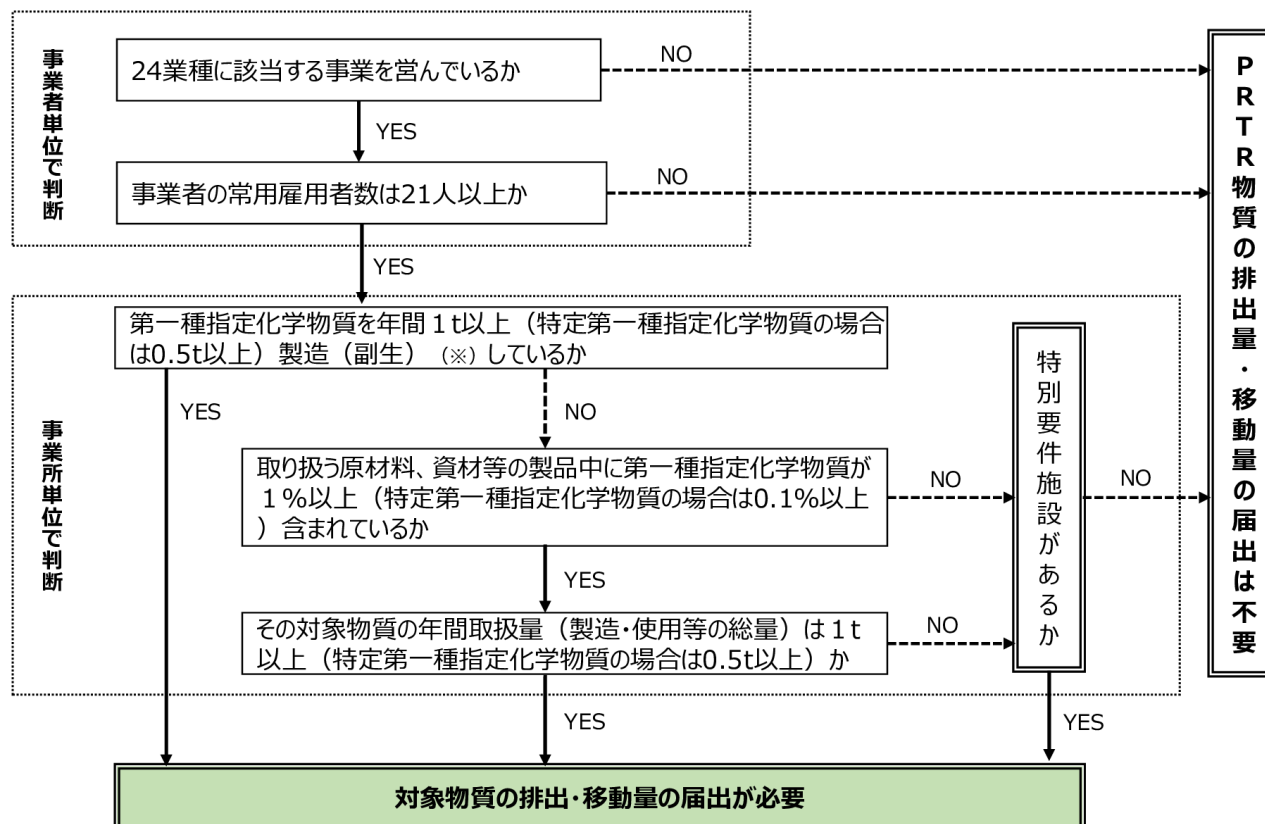 事業者単位で判断
24業種に該当する事業を営んでいるか
NO
YES
事業者の常用雇用者数は21人以上か
NO
YES
事業所単位で判断
第一種指定化学物質を年間１t以上（特定第一種指定化学物質の場合
は0.5t以上）製造（副生）（※）しているか
YES
NO
取り扱う原材料、資材等の製品中に第一種指定化学物質が
１％以上（特定第一種指定化学物質の場合は0.1%以上
）含まれているか
NO
YES
その対象物質の年間取扱量（製造･使用等の総量）は１t
以上（特定第一種指定化学物質の場合は0.5t以上）か
NO
YES
特別要件施設があるか
NO
YES
PRTR物質の排出量・移動量の届出は不要
対象物質の排出･移動量の届出が必要